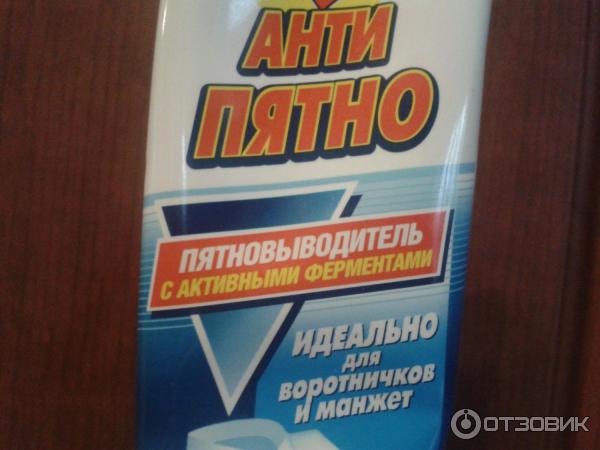 АНТИ
ПЯТНО
ПЯТНОВЫВОДИТЕЛЬ
С АКТИВНЫМИ ФЕРМЕНТАМИ
ИДЕАЛЬНО
для
воротничков
и манжет
ОТЗОВИК